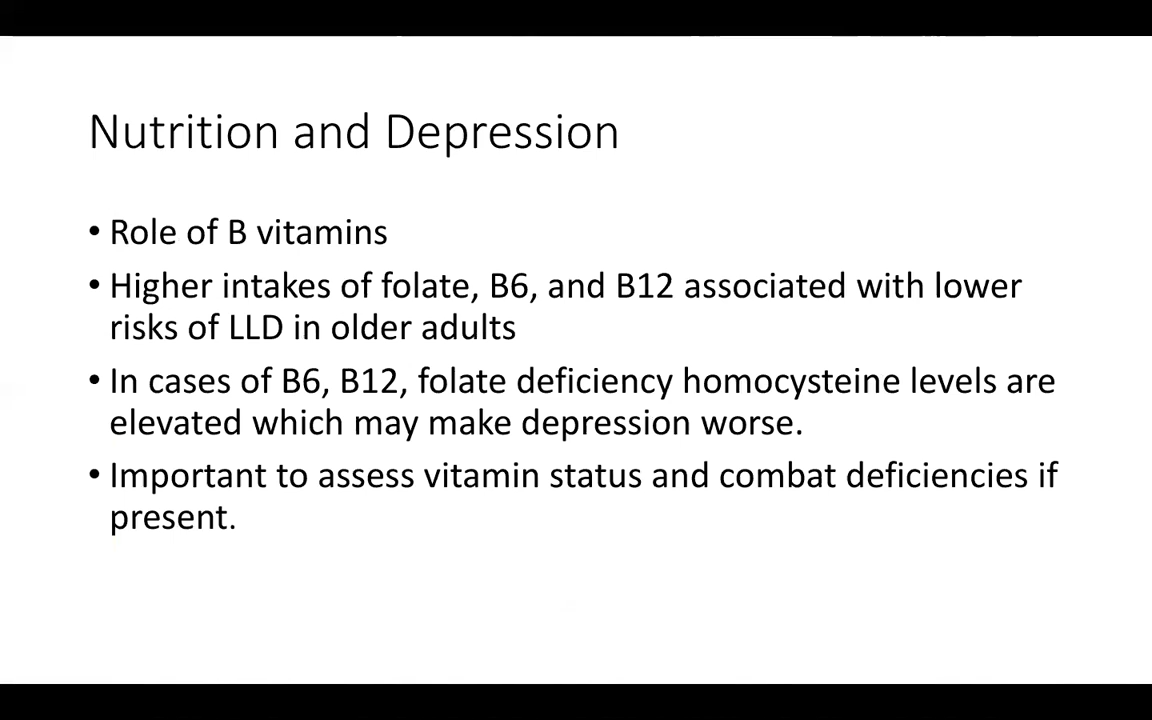 Nutrition and Depression
• Role of B vitamins
• Higher intakes of folate, B6, and B12 associated with lower
risks of LLD in older adults
• In cases of B6, B12, folate deficiency homocysteine levels are
elevated which may make depression worse.
• Important to assess vitamin status and combat deficiencies if
present.